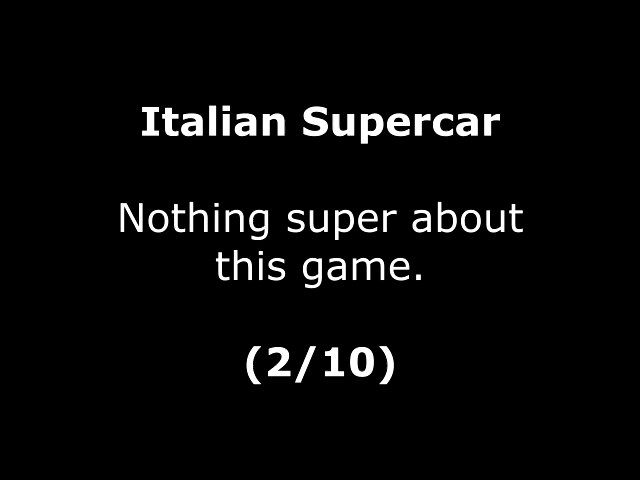 Italian Supercar
Nothing super about
this game.
(2/10)